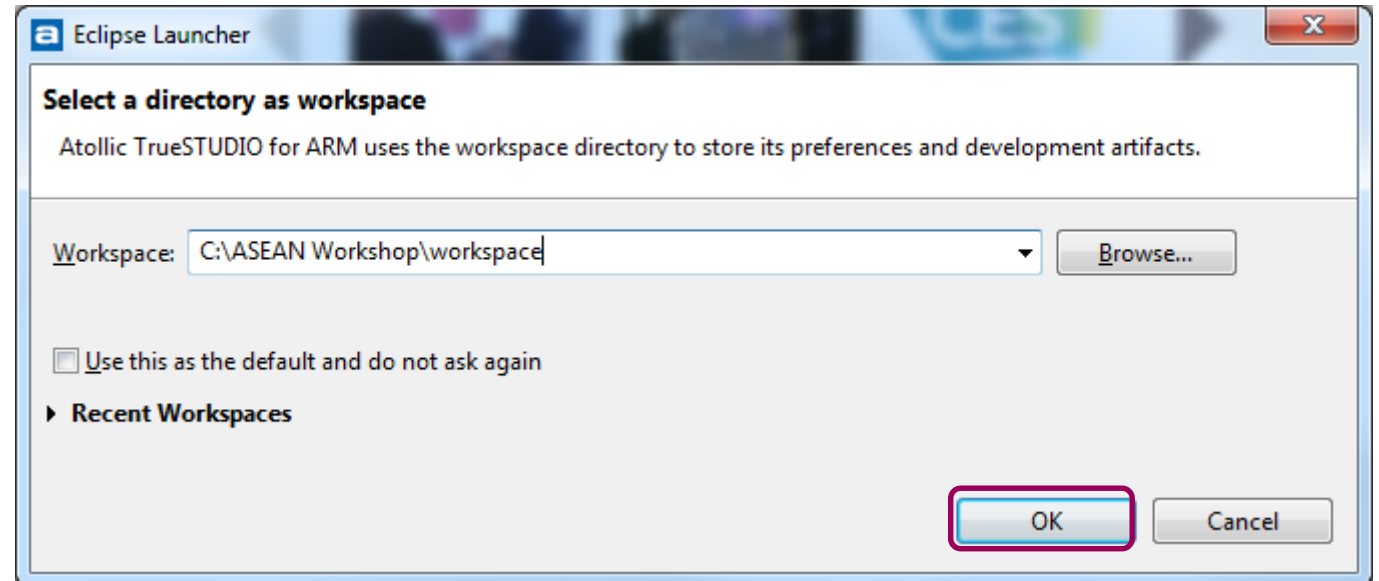 a Eclipse Launcher
CES
Select a directory as workspace
Atollic TrueSTUDIO for ARM uses the workspace directory to store its preferences and development artifacts.
Workspace: C:\ASEAN Workshop\workspace Browse...
Use this as the default and do not ask again
Recent Workspaces
OK Cancel